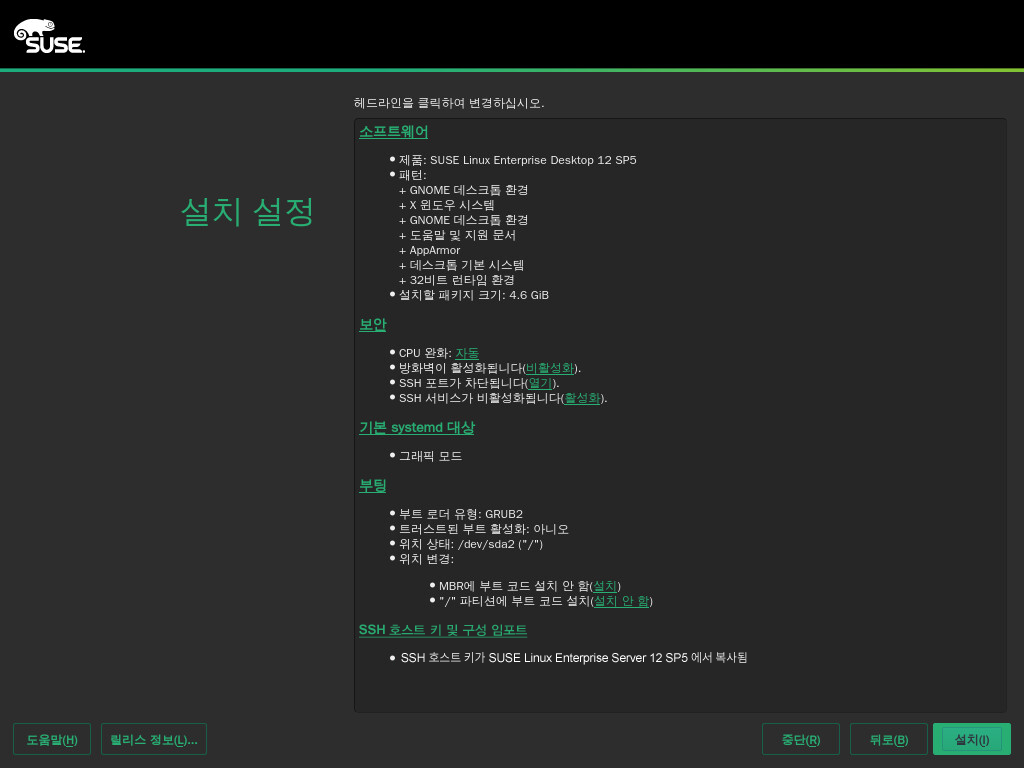 SUSE
헤드라인을 클릭하여 변경하십시오.
설치 설정
소프트웨어
• 제품: SUSE Linux Enterprise Desktop 12 SP5
• 패턴:
+ GNOME 데스크톱 환경
+ X 윈도우 시스템
+ GNOME 데스크톱 환경
+ 도움말 및 지원 문서
+ AppArmor
+ 데스크톱 기본 시스템
+ 32비트 런타임 환경
• 설치할 패키지 크기: 4.6 GiB
보안
• CPU 완화: 자동
• 방화벽이 활성화됩니다(비활성화).
• SSH 포트가 차단됩니다(열기).
• SSH 서비스가 비활성화됩니다(활성화).
기본 systemd 대상
• 그래픽 모드
부팅
• 부트 로더 유형: GRUB2
• 트러스트된 부트 활성화: 아니오
• 위치 상태: /dev/sda2 ("/")
• 위치 변경:
• MBR에 부트 코드 설치 안 함(설치)
• "/" 파티션에 부트 코드 설치(설치 안 함)
SSH 호스트 키 및 구성 임포트
• SSH 호스트 키가 SUSE Linux Enterprise Server 12 SP5 에서 복사됨
도움말(H) 릴리스 정보(L)... 중단(R) 뒤로(B) 설치(I)